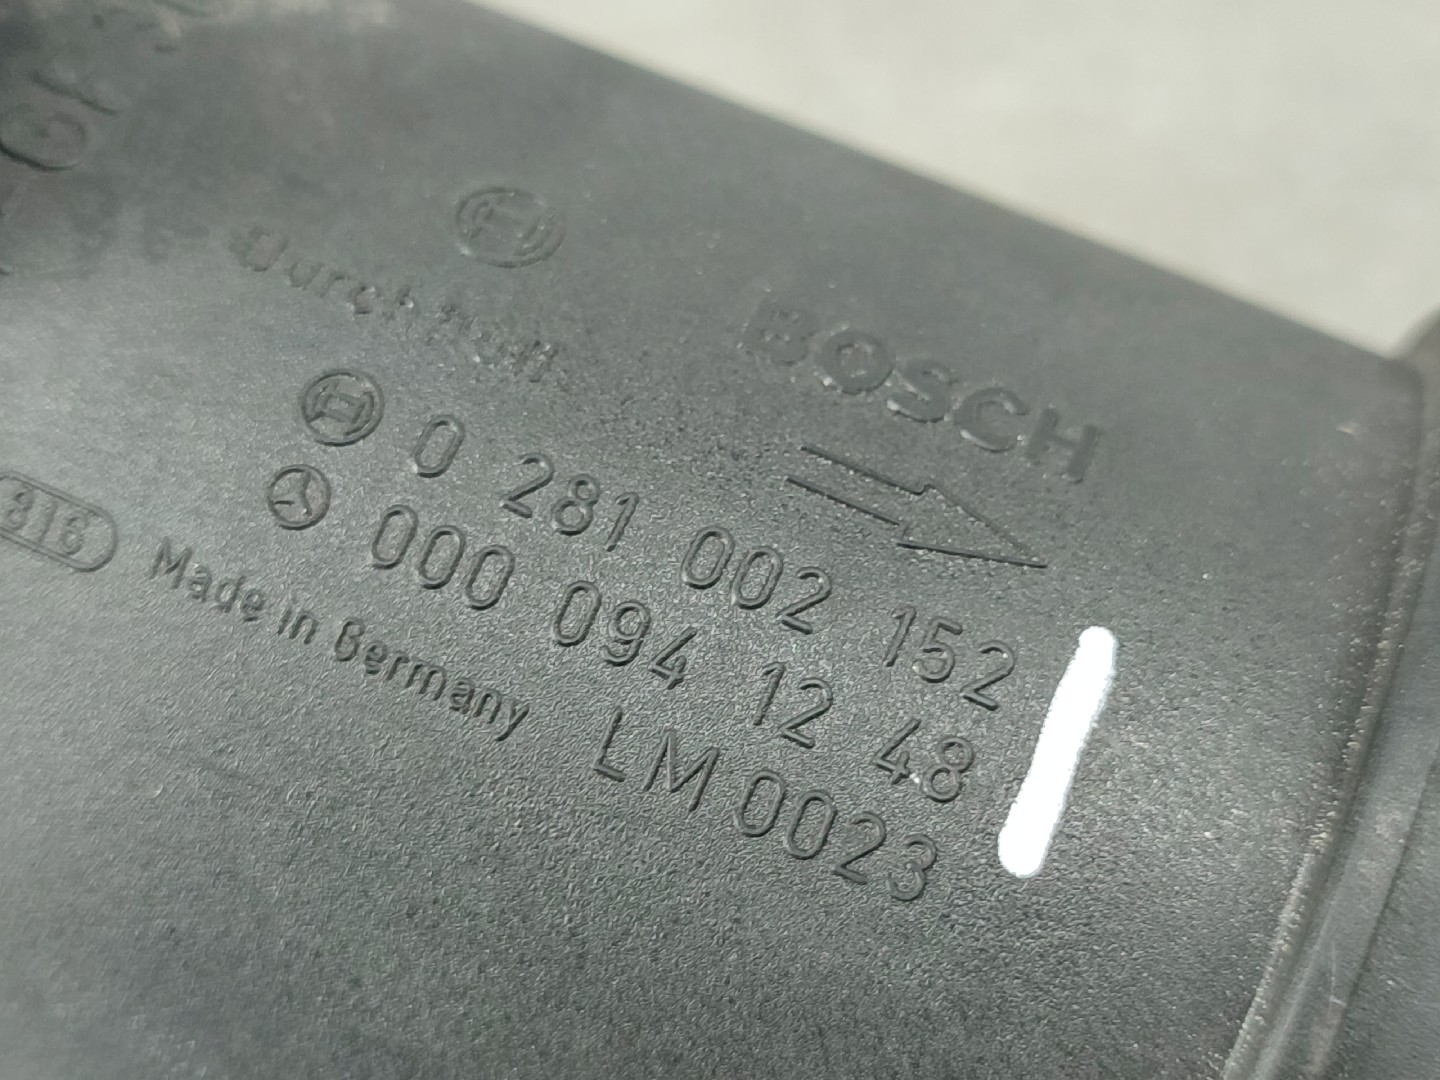 Durchfluß
BOSCH
0 281 002 152
000 094 12 48
316 Made in Germany LM 0023